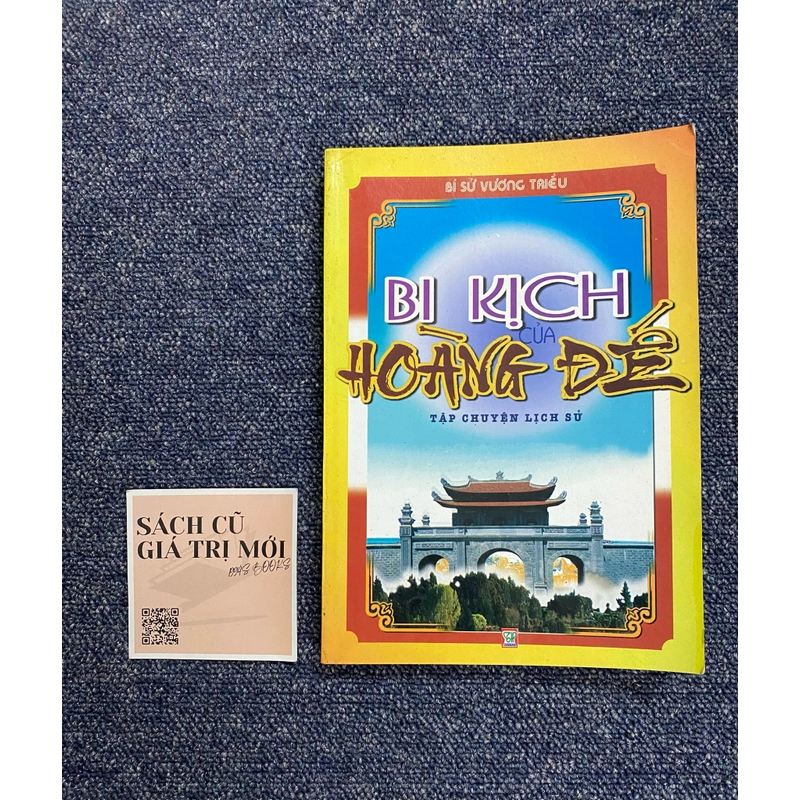 BÍ SỬ VƯƠNG TRIỀU
BI KỊCH
CỦA
HOÀNG ĐẾ
TẬP CHUYỆN LỊCH SỬ
SÁCH CŨ
GIÁ TRỊ MỚI